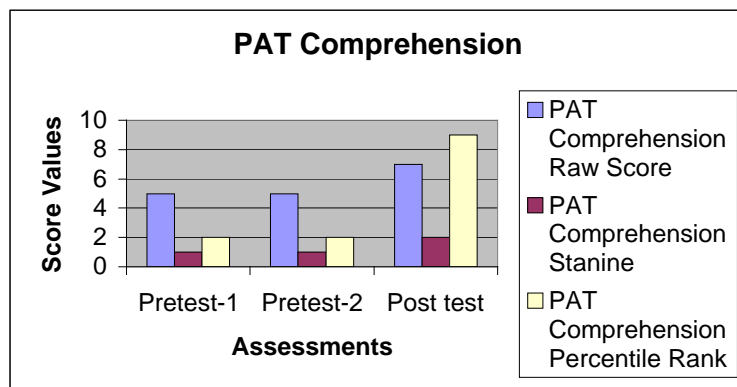 PAT Comprehension
10
8
6
4
2
0
Score Values
Pretest-1 Pretest-2 Post test
Assessments
PAT
Comprehension
Raw Score
PAT
Comprehension
Stanine
PAT
Comprehension
Percentile Rank